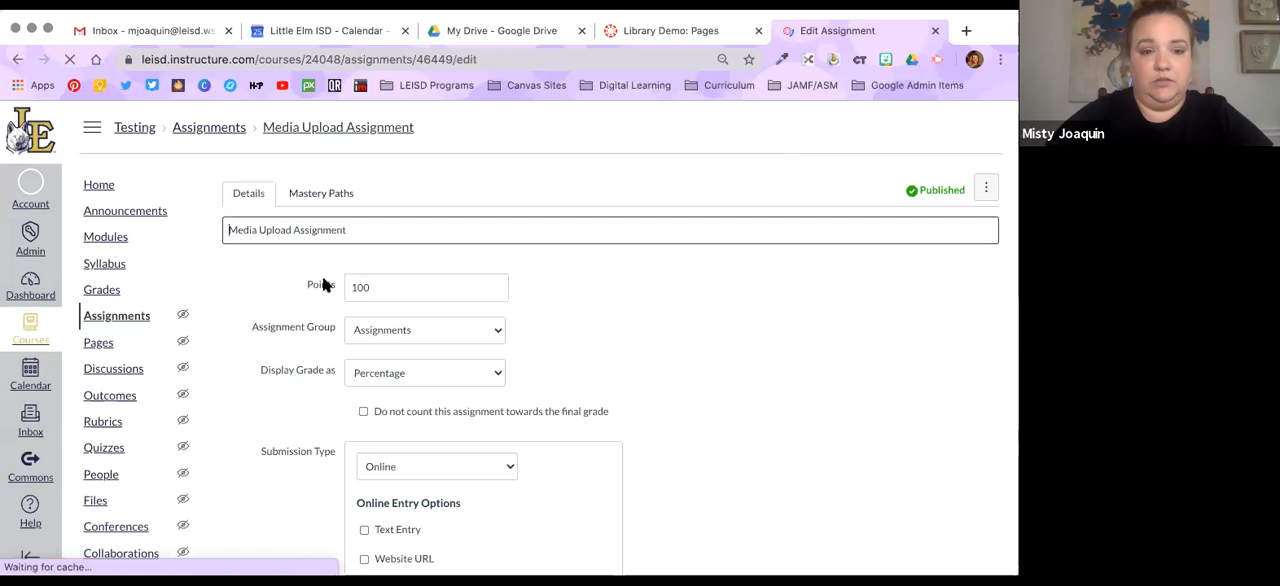 Inbox - mjoaquin@leisd.ws
Little Elm ISD - Calendar -
My Drive - Google Drive
Library Demo: Pages
Edit Assignment
leisd.instructure.com/courses/24048/assignments/46449/edit
Apps
LEISD Programs
Canvas Sites
Digital Learning
Curriculum
JAMF/ASM
Google Admin Items
Misty Joaquin
Testing > Assignments > Media Upload Assignment
Account
Admin
Dashboard
Courses
Calendar
Inbox
Commons
Help
Home
Announcements
Modules
Syllabus
Grades
Assignments
Pages
Discussions
Outcomes
Rubrics
Quizzes
People
Files
Conferences
Collaborations
Details
Mastery Paths
Published
Media Upload Assignment
Points 100
Assignment Group Assignments
Display Grade as Percentage
Do not count this assignment towards the final grade
Submission Type Online
Online Entry Options
Text Entry
Website URL
Waiting for cache...